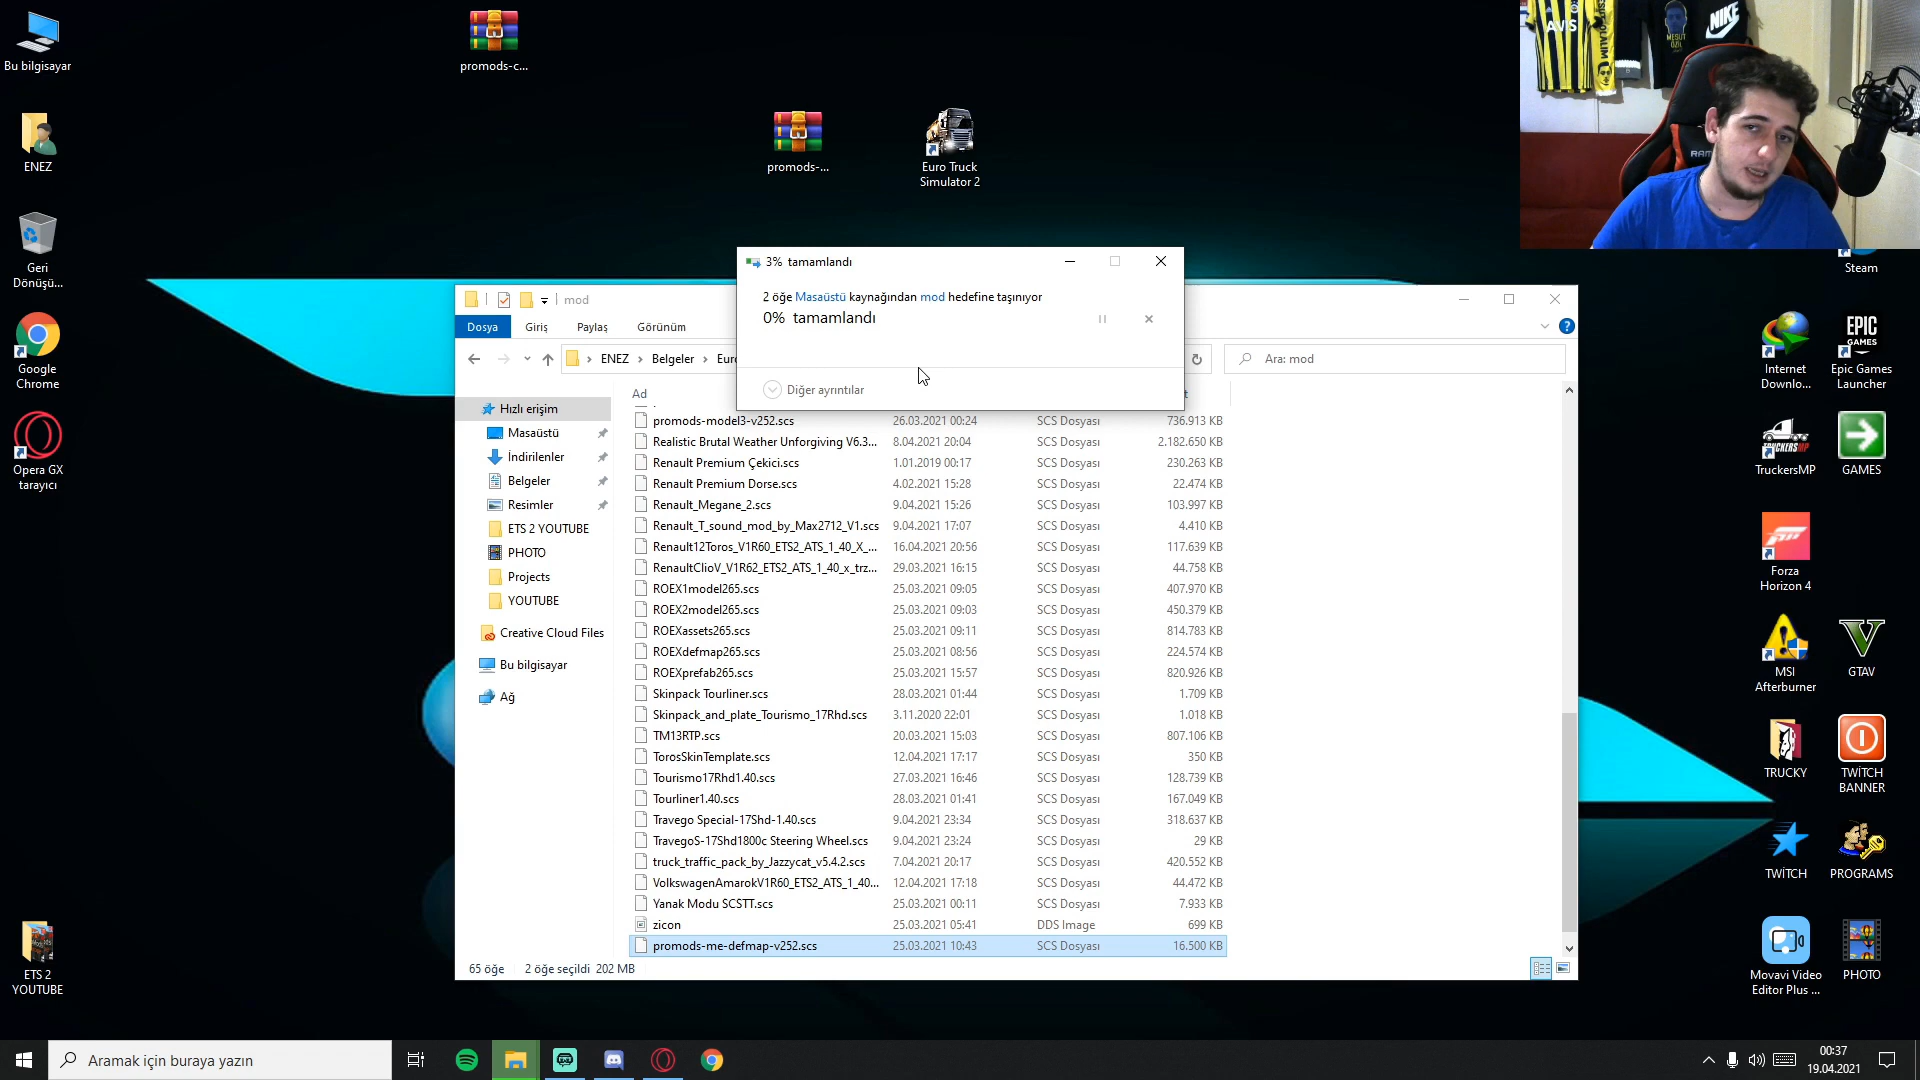 Bu bilgisayar
ENEZ
Geri
Dönüşü...
Google
Chrome
Opera GX
tarayıcı
ETS 2
YOUTUBE
promods-c...
promods-...
Euro Truck
Simulator 2
AVIS
MESUT
ÖZİL
NIKE
3% tamamlandı
2 öğe Masaüstü kaynağından mod hedefine taşınıyor
0% tamamlandı
Diğer ayrıntılar
mod
Dosya
Giriş
Paylaş
Görünüm
ENEZ
Belgeler
Ara: mod
Ad
Hızlı erişim
Masaüstü
İndirilenler
Belgeler
Resimler
ETS 2 YOUTUBE
PHOTO
Projects
YOUTUBE
Creative Cloud Files
Bu bilgisayar
Ağ
promods-model3-v252.scs 26.03.2021 00:24 SCS Dosyası 736.913 KB
Realistic Brutal Weather Unforgiving V6.3... 8.04.2021 20:04 SCS Dosyası 2.182.650 KB
Renault Premium Çekici.scs 1.01.2019 00:17 SCS Dosyası 230.263 KB
Renault Premium Dorse.scs 4.02.2021 15:28 SCS Dosyası 22.474 KB
Renault_Megane_2.scs 9.04.2021 15:26 SCS Dosyası 103.997 KB
Renault_T_sound_mod_by_Max2712_V1.scs 9.04.2021 17:07 SCS Dosyası 4.410 KB
Renault12Toros_V1R60_ETS2_ATS_1_40_X_... 16.04.2021 20:56 SCS Dosyası 117.639 KB
RenaultClioV_V1R62_ETS2_ATS_1_40_x_trz... 29.03.2021 16:15 SCS Dosyası 44.758 KB
ROEX1model265.scs 25.03.2021 09:05 SCS Dosyası 407.970 KB
ROEX2model265.scs 25.03.2021 09:03 SCS Dosyası 450.379 KB
ROEXassets265.scs 25.03.2021 09:11 SCS Dosyası 814.783 KB
ROEXdefmap265.scs 25.03.2021 08:56 SCS Dosyası 224.574 KB
ROEXprefab265.scs 25.03.2021 15:57 SCS Dosyası 820.926 KB
Skinpack Tourliner.scs 28.03.2021 01:44 SCS Dosyası 1.709 KB
Skinpack_and_plate_Tourismo_17Rhd.scs 3.11.2020 22:01 SCS Dosyası 1.018 KB
TM13RTP.scs 20.03.2021 15:03 SCS Dosyası 807.106 KB
TorosSkinTemplate.scs 12.04.2021 17:17 SCS Dosyası 350 KB
Tourismo17Rhd1.40.scs 27.03.2021 16:46 SCS Dosyası 128.739 KB
Tourliner1.40.scs 28.03.2021 01:41 SCS Dosyası 167.049 KB
Travego Special-17Shd-1.40.scs 9.04.2021 23:34 SCS Dosyası 318.637 KB
TravegoS-17Shd1800c Steering Wheel.scs 9.04.2021 23:24 SCS Dosyası 29 KB
truck_traffic_pack_by_Jazzycat_v5.4.2.scs 7.04.2021 20:17 SCS Dosyası 420.552 KB
VolkswagenAmarokV1R60_ETS2_ATS_1_40... 12.04.2021 17:18 SCS Dosyası 44.472 KB
Yanak Modu SCSTT.scs 25.03.2021 00:11 SCS Dosyası 7.933 KB
zicon 25.03.2021 05:41 DDS Image 699 KB
promods-me-defmap-v252.scs 25.03.2021 10:43 SCS Dosyası 16.500 KB
65 öğe 2 öğe seçildi 202 MB
Steam
Internet
Downlo...
EPIC
GAMES
Epic Games
Launcher
TRUCKERSMP
TruckersMP
GAMES
Forza
Horizon 4
MSI
Afterburner
GTAV
TRUCKY
TWİTCH
BANNER
TWİTCH
PROGRAMS
Movavi Video
Editor Plus ...
PHOTO
Aramak için buraya yazın
00:37
19.04.2021